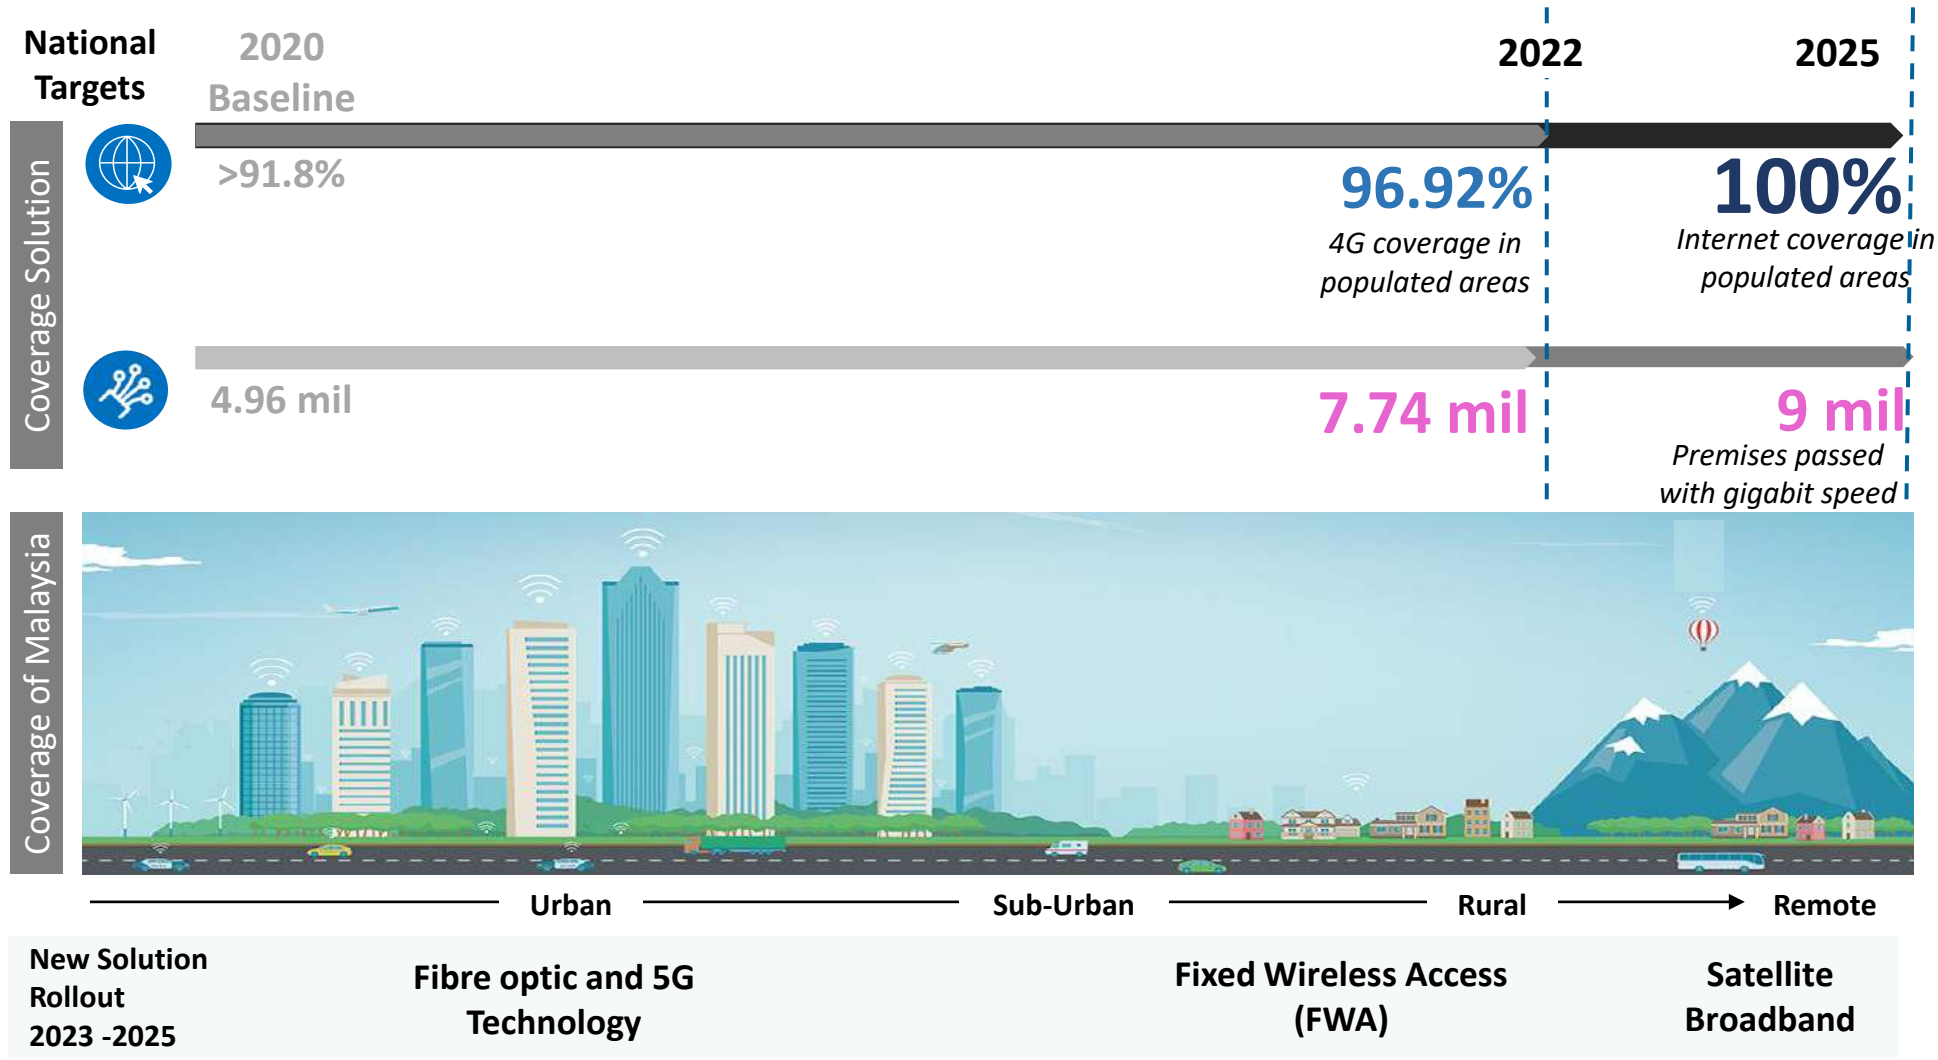 National
Targets
2020
Baseline
2022
2025
Coverage Solution
>91.8%
96.92%
4G coverage in
populated areas
100%
Internet coverage in
populated areas
4.96 mil
7.74 mil
9 mil
Premises passed
with gigabit speed
Coverage of Malaysia
Urban
Sub-Urban
Rural
Remote
New Solution
Rollout
2023 -2025
Fibre optic and 5G
Technology
Fixed Wireless Access
(FWA)
Satellite
Broadband